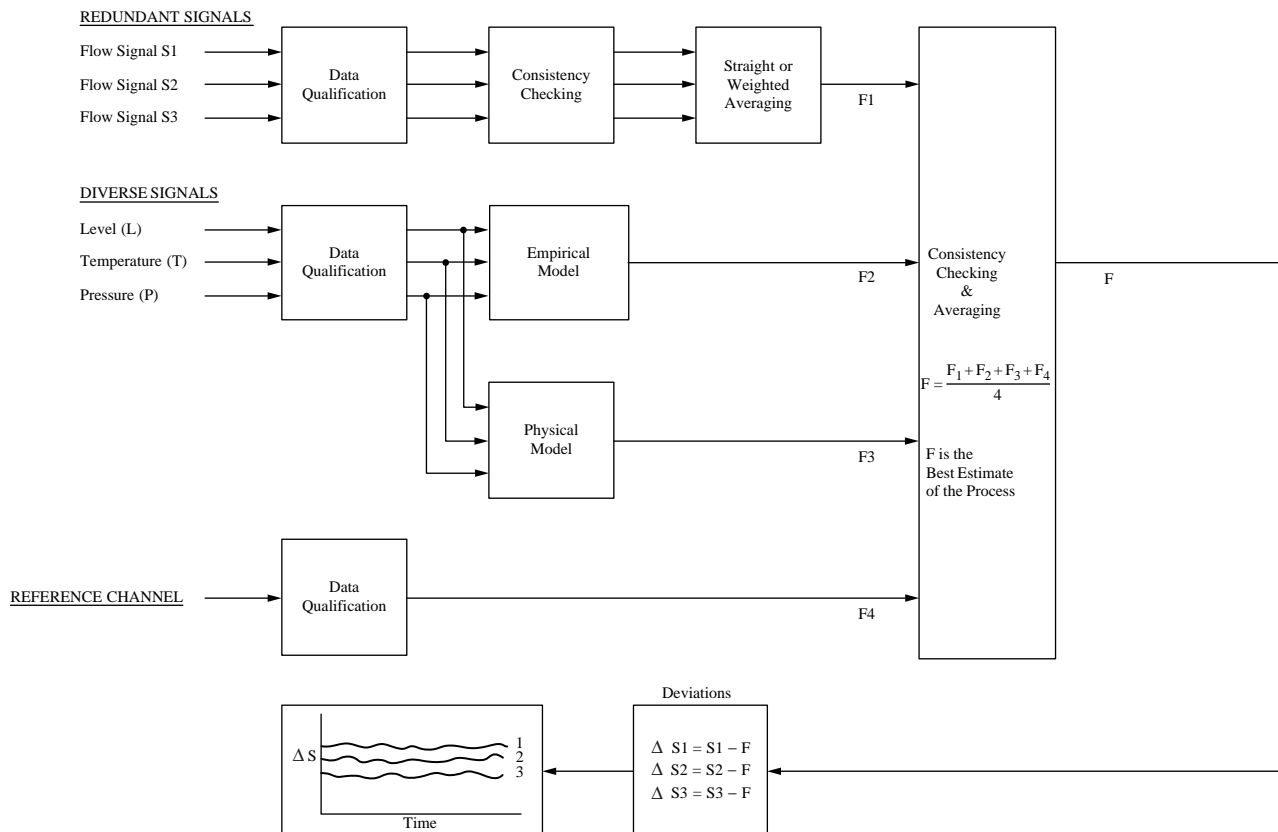 REDUNDANT SIGNALS
Flow Signal S1
Flow Signal S2
Flow Signal S3
Data
Qualification
Consistency
Checking
Straight or
Weighted
Averaging
F1
DIVERSE SIGNALS
Level (L)
Temperature (T)
Pressure (P)
Data
Qualification
Empirical
Model
F2
Physical
Model
F3
REFERENCE CHANNEL
Data
Qualification
F4
Consistency
Checking
&
Averaging
F = (F₁ + F₂ + F₃ + F₄) / 4
F is the
Best Estimate
of the Process
F
Deviations
Δ S1 = S1 – F
Δ S2 = S2 – F
Δ S3 = S3 – F
Δ S
1
2
3
Time